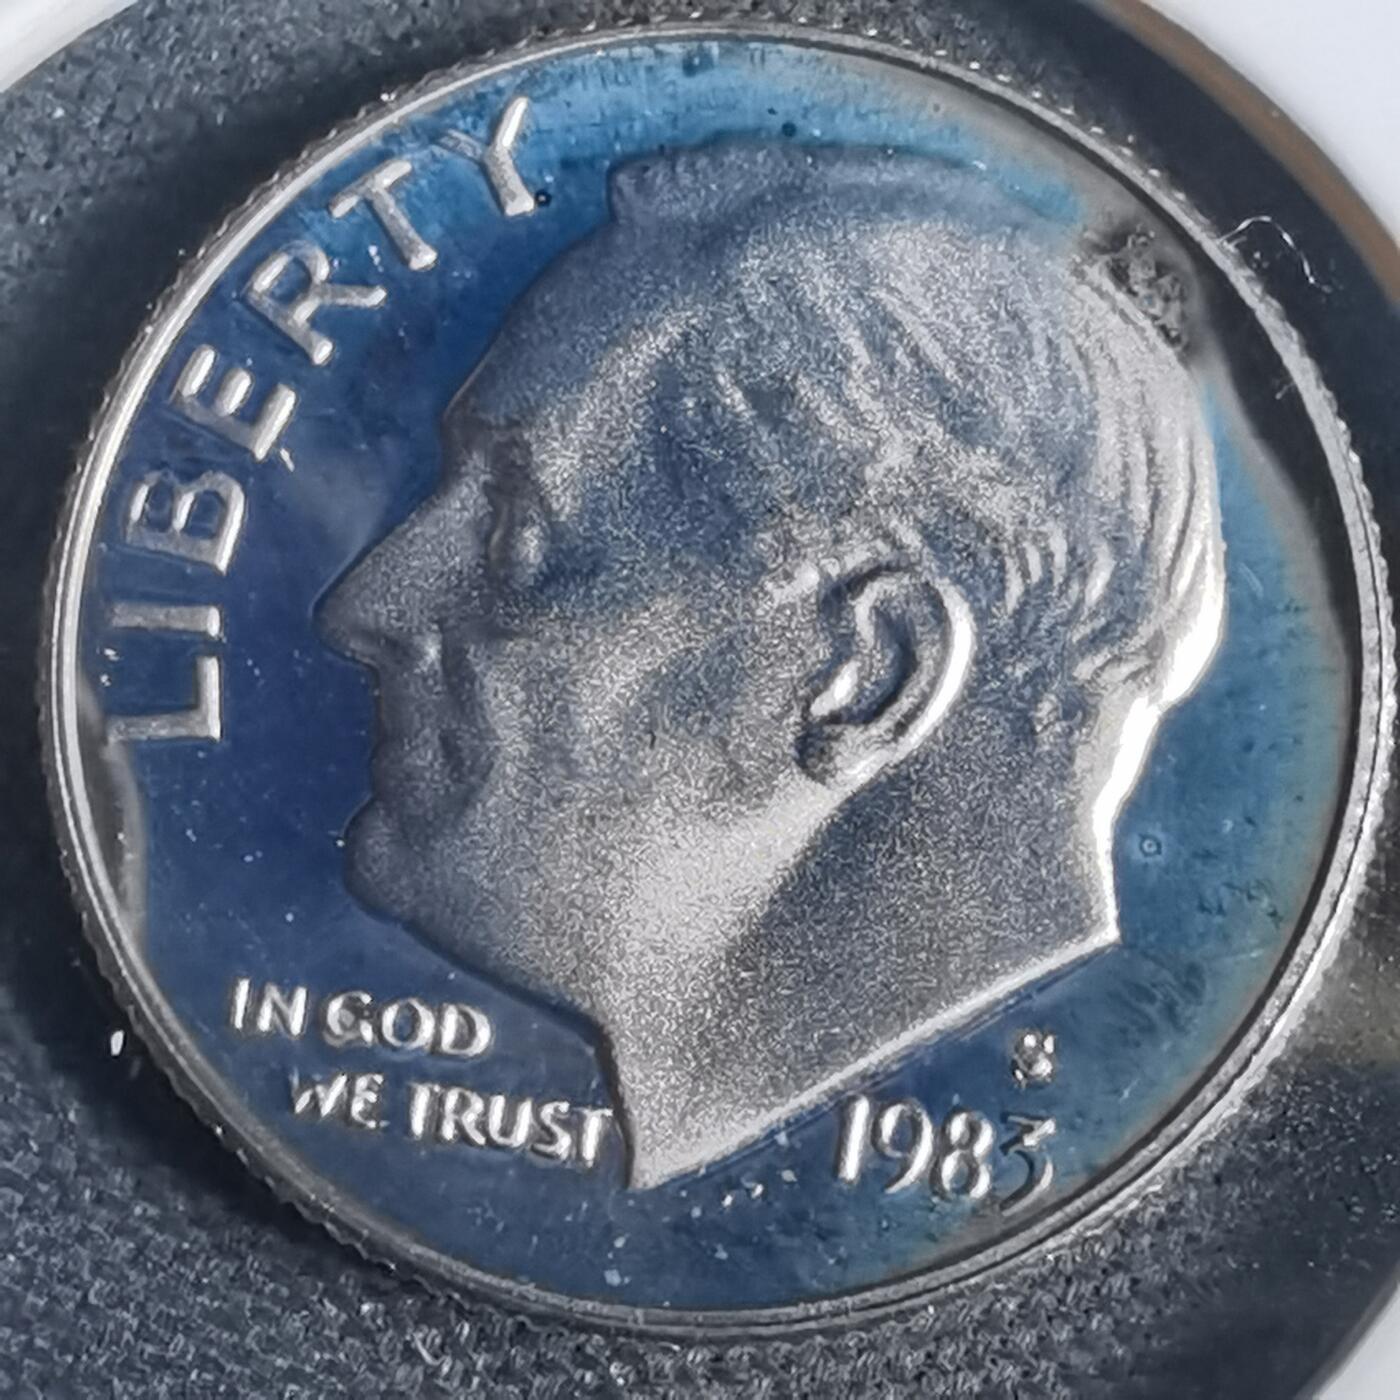 LIBERTY
IN GOD
WE TRUST
S
1983